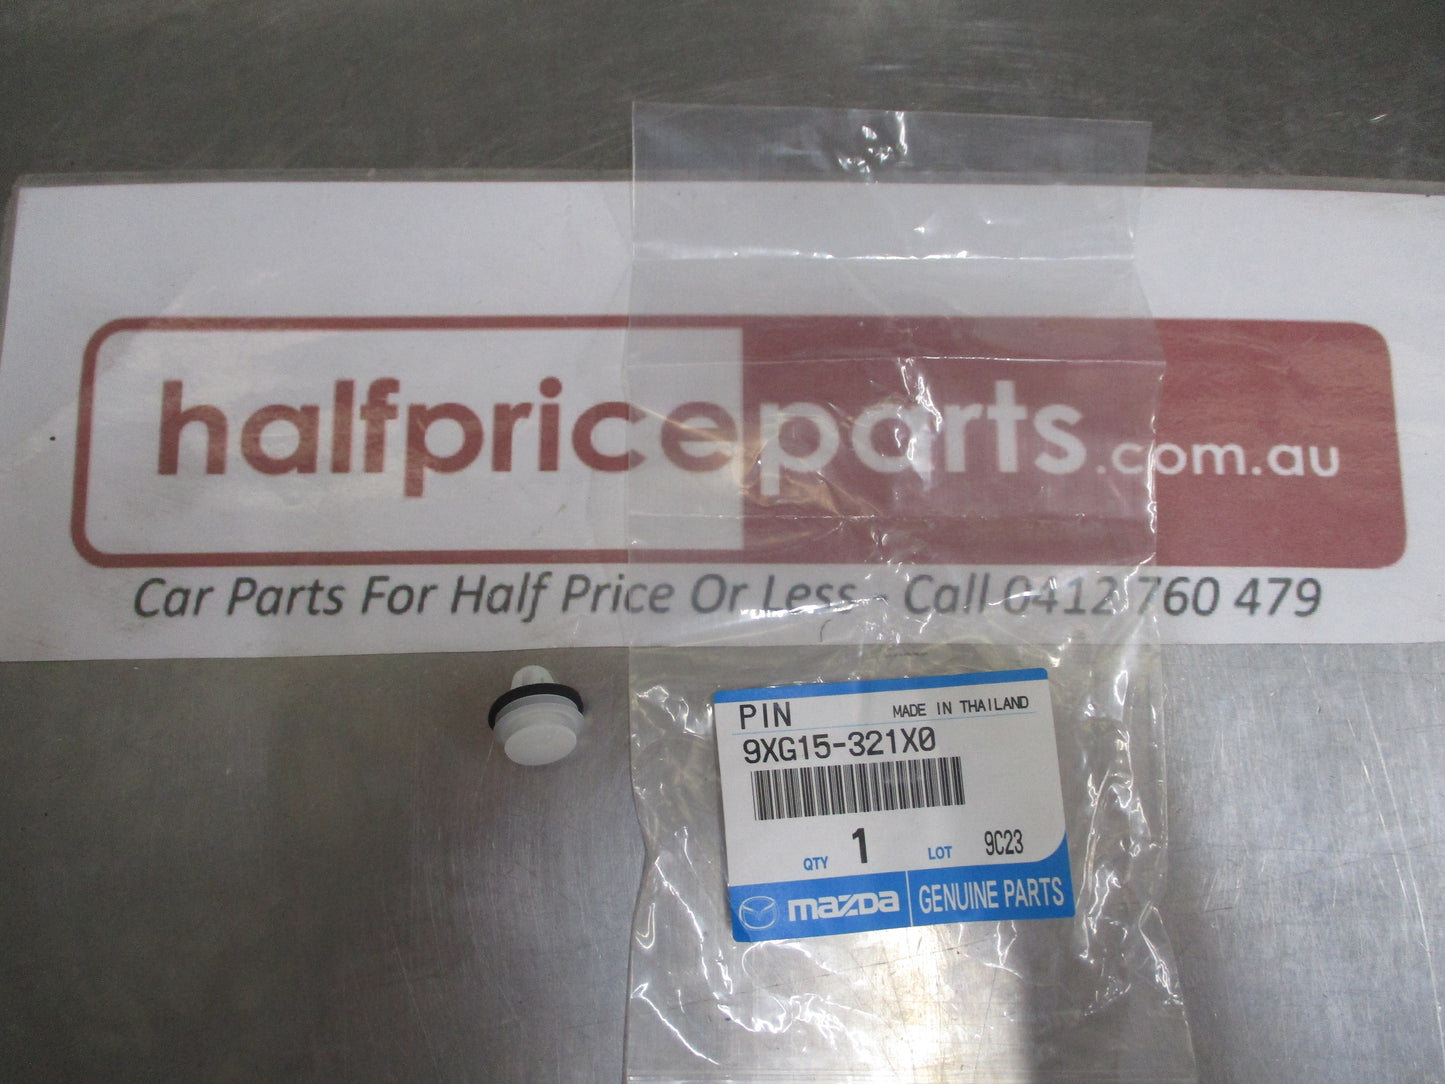 halfpriceparts.com.au
Car Parts For Half Price Or Less - Call 0412 760 479
PIN MADE IN THAILAND
9XG15-321X0
QTY 1 LOT 9C23
mazda GENUINE PARTS